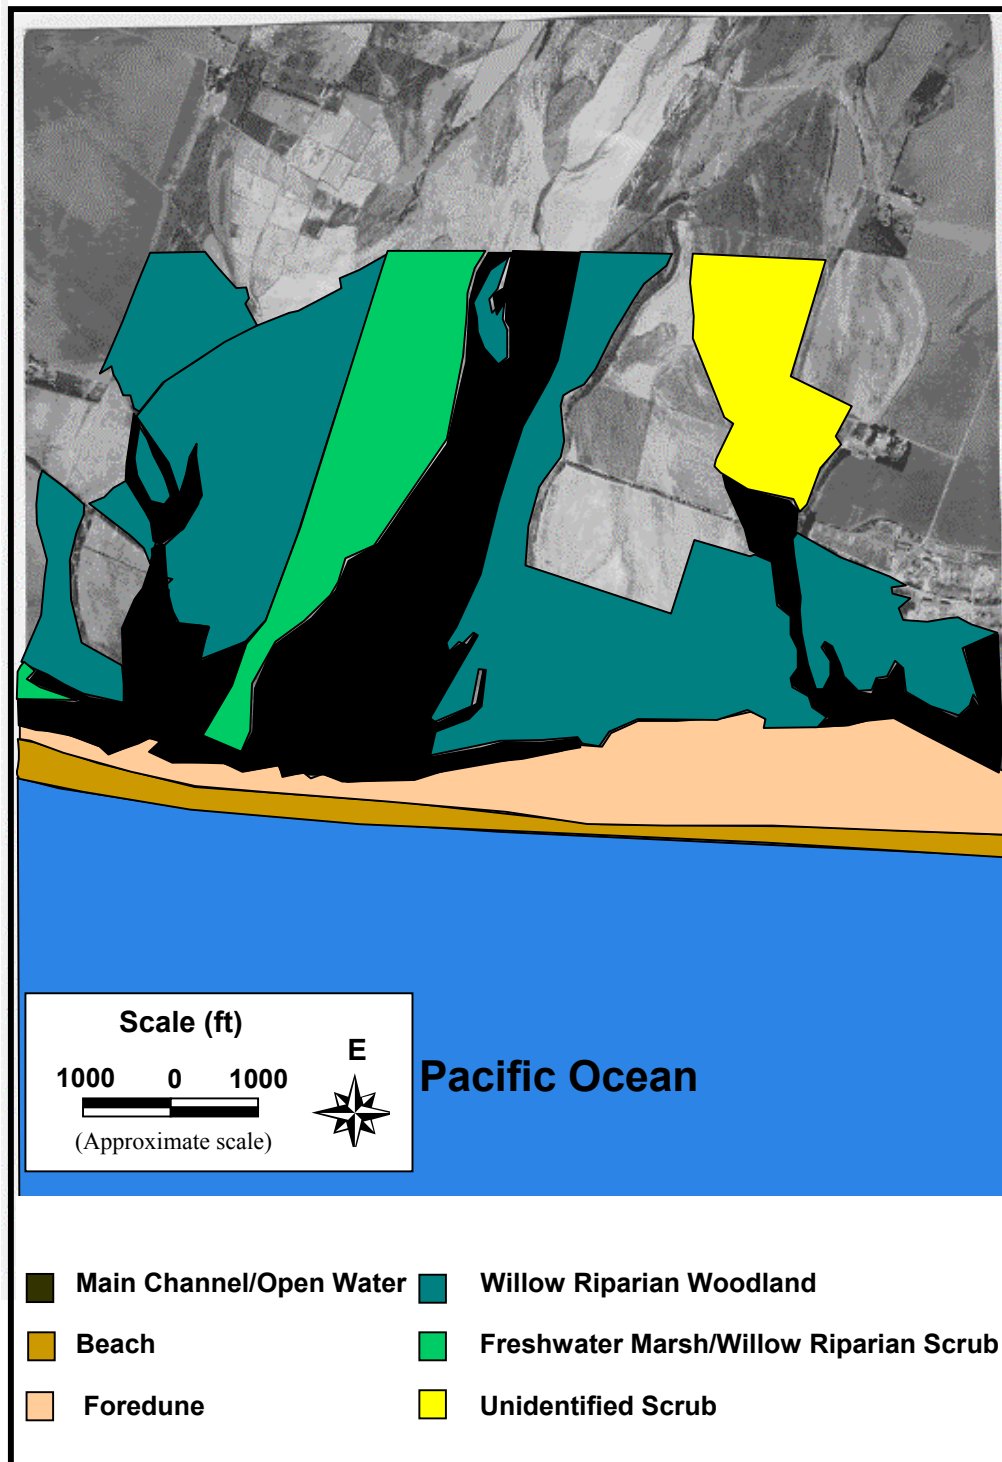 Scale (ft)
E
1000 0 1000
(Approximate scale)
Pacific Ocean
Main Channel/Open Water
Willow Riparian Woodland
Beach
Freshwater Marsh/Willow Riparian Scrub
Foredune
Unidentified Scrub